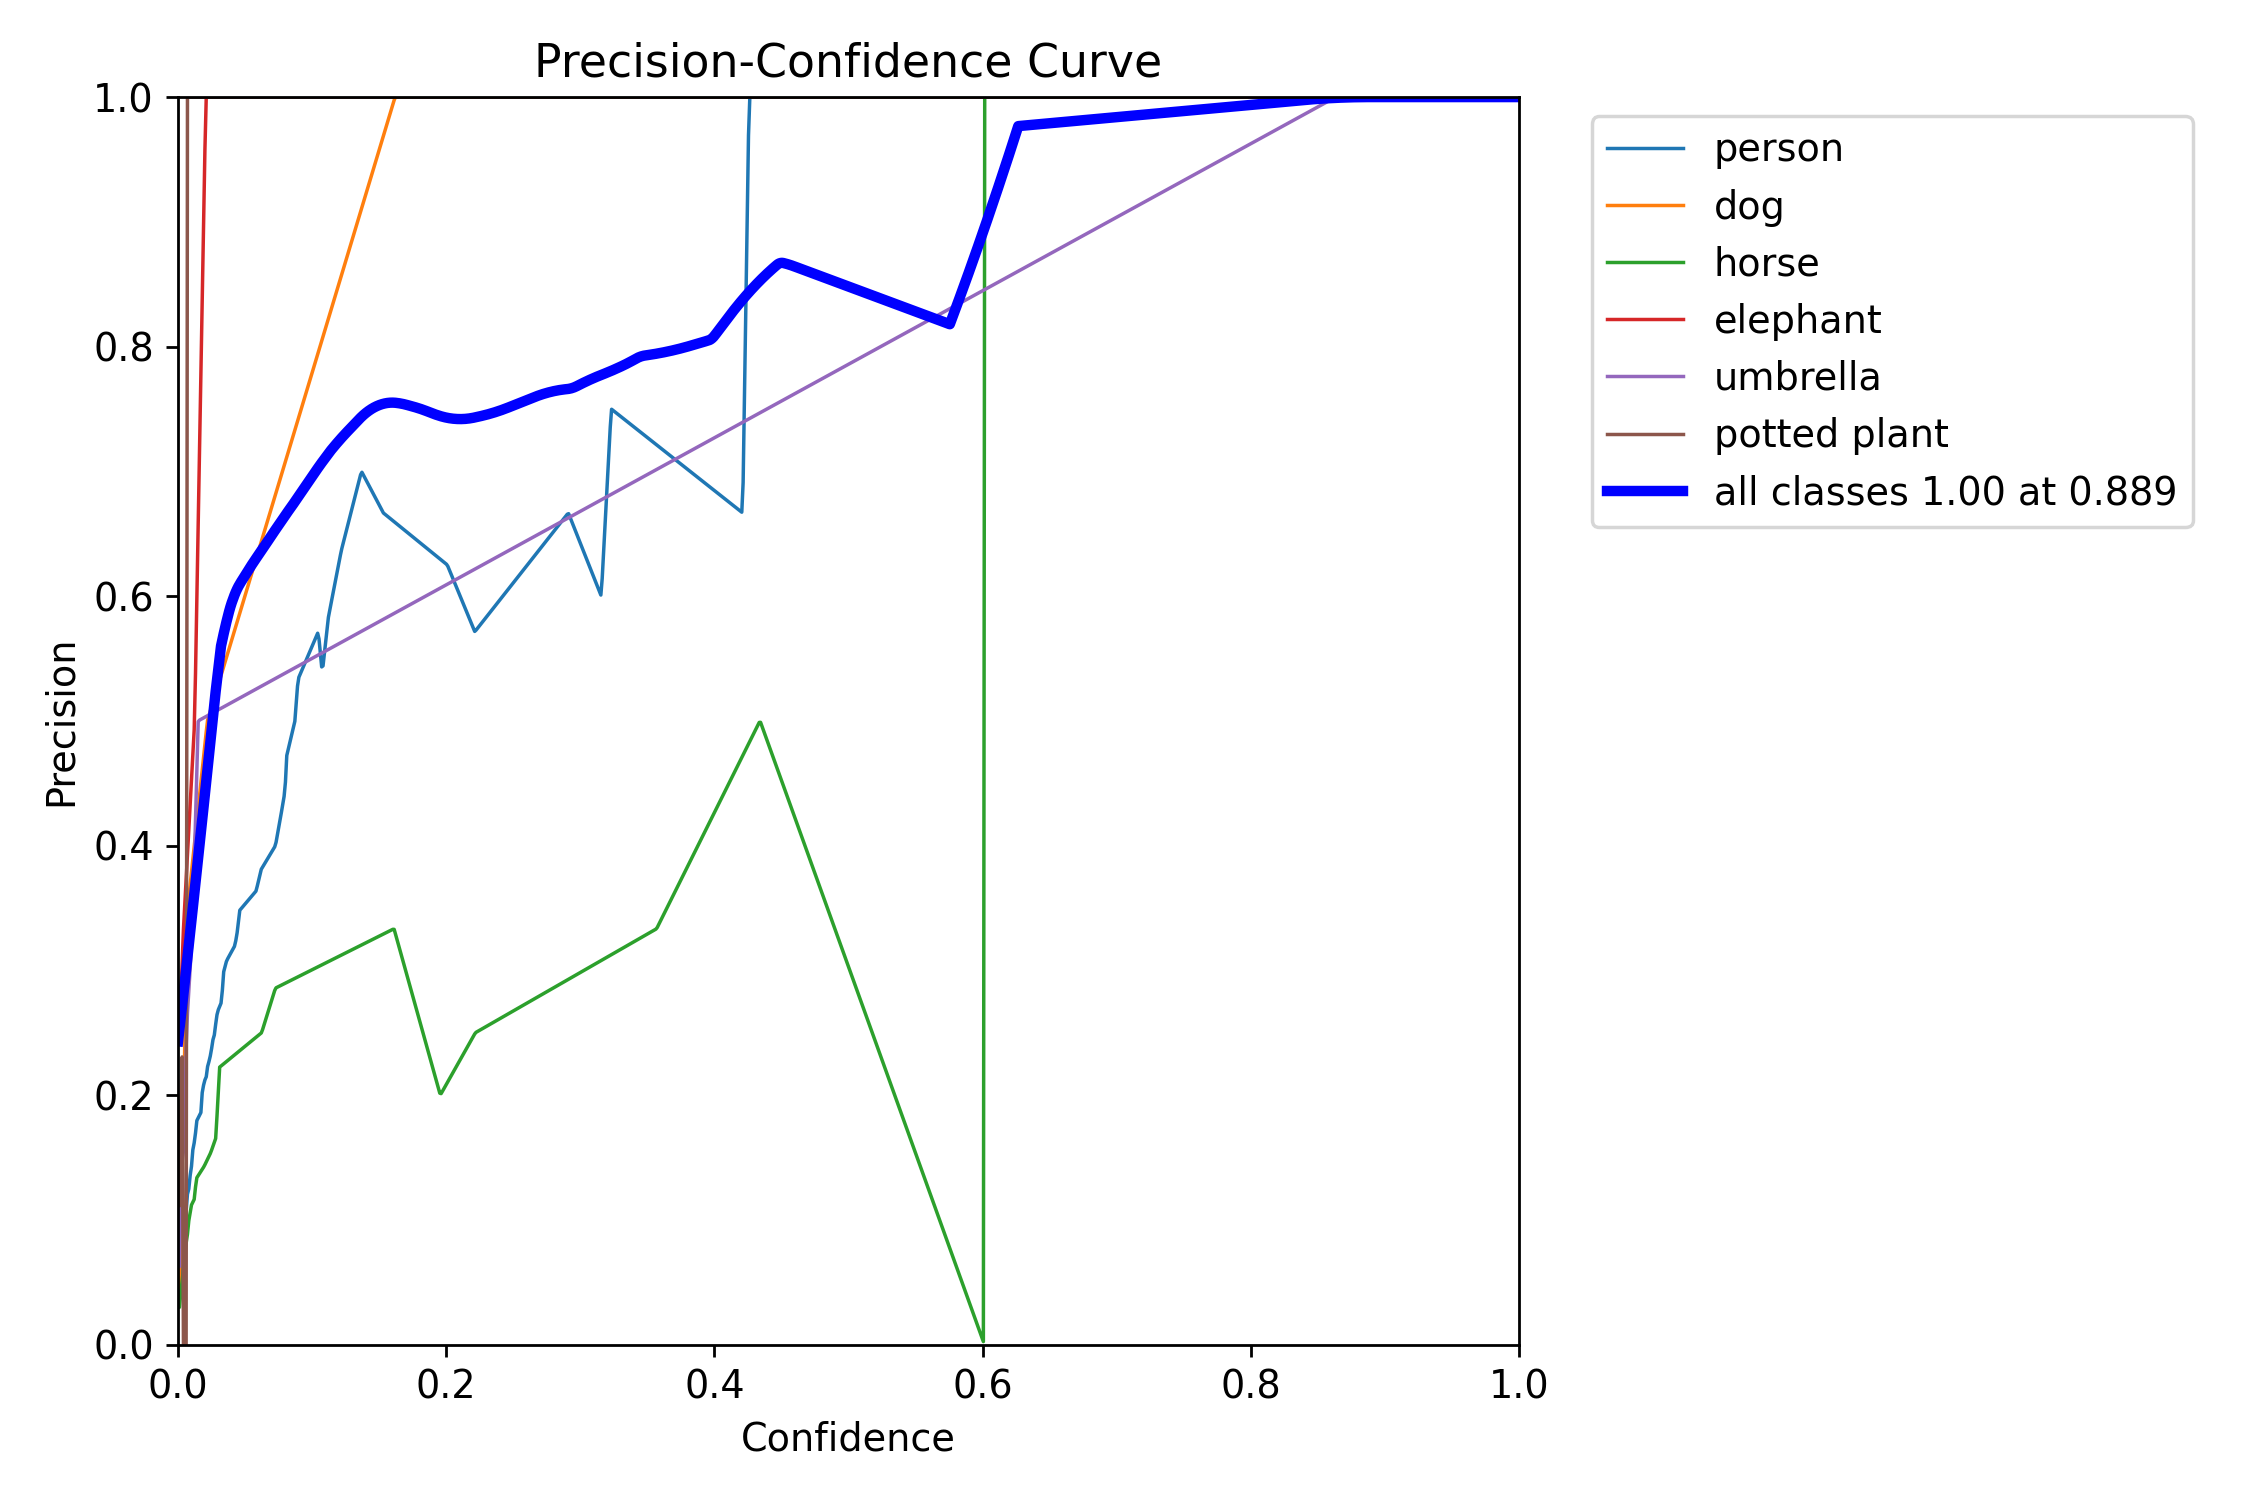 Precision-Confidence Curve
1.0
0.8
0.6
0.4
0.2
0.0
Precision
0.0 0.2 0.4 0.6 0.8 1.0
Confidence
person
dog
horse
elephant
umbrella
potted plant
all classes 1.00 at 0.889